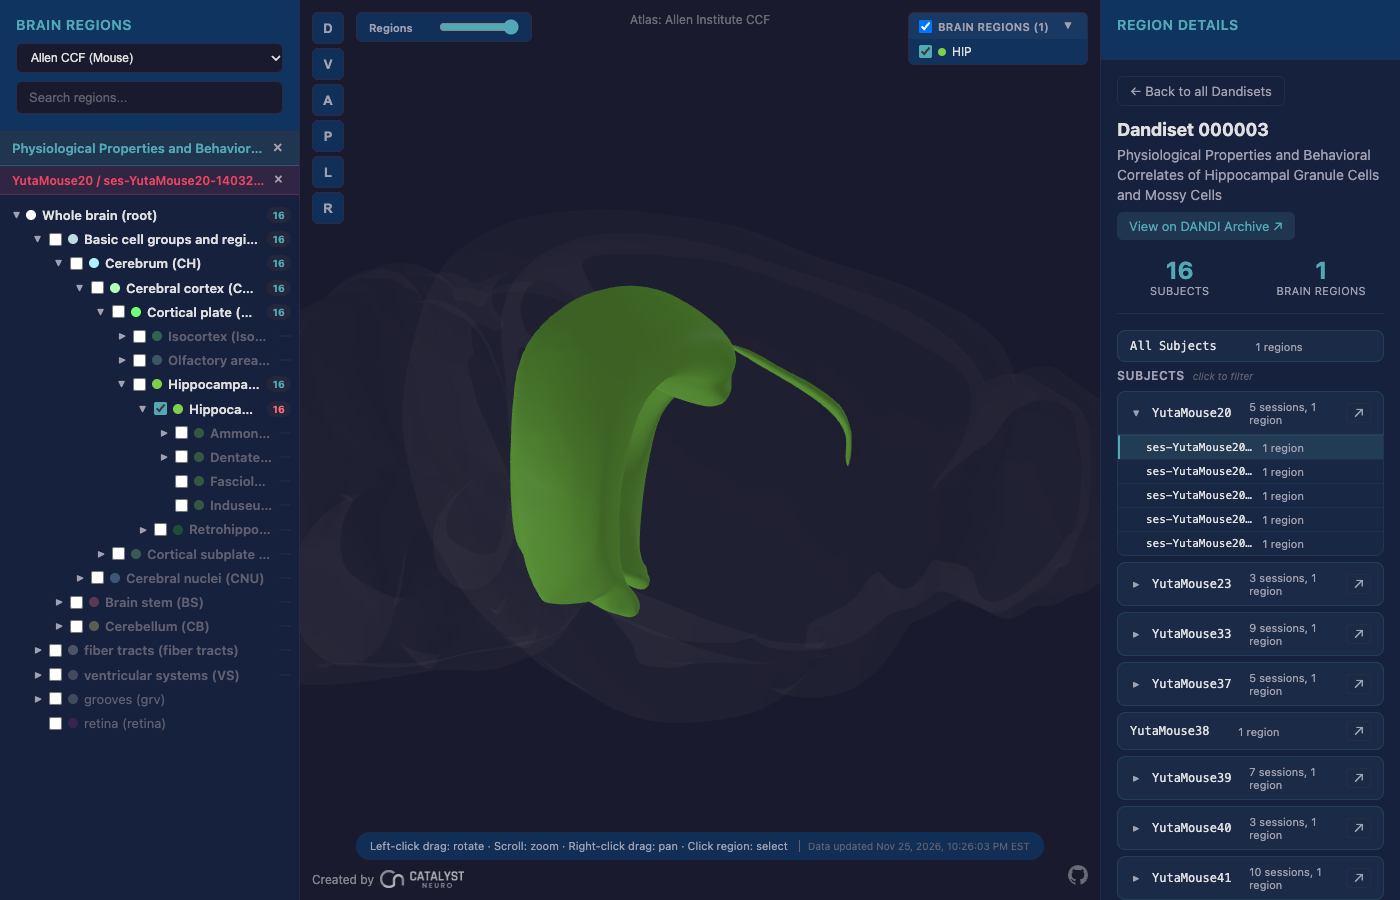 BRAIN REGIONS
Allen CCF (Mouse)
Search regions...
Physiological Properties and Behavior... ×
YutaMouse20 / ses-YutaMouse20-14032... ×
Whole brain (root) 16
Basic cell groups and regi... 16
Cerebrum (CH) 16
Cerebral cortex (C... 16
Cortical plate (... 16
Isocortex (Iso...
Olfactory area...
Hippocampa... 16
Hippoca... 16
Ammon...
Dentate...
Fasciol...
Induseu...
Retrohippo...
Cortical subplate ...
Cerebral nuclei (CNU)
Brain stem (BS)
Cerebellum (CB)
fiber tracts (fiber tracts)
ventricular systems (VS)
grooves (grv)
retina (retina)
D
V
A
P
L
R
Regions
Atlas: Allen Institute CCF
BRAIN REGIONS (1)
HIP
Left-click drag: rotate · Scroll: zoom · Right-click drag: pan · Click region: select | Data updated Nov 25, 2026, 10:26:03 PM EST
Created by CATALYST NEURO
REGION DETAILS
← Back to all Dandisets
Dandiset 000003
Physiological Properties and Behavioral
Correlates of Hippocampal Granule Cells
and Mossy Cells
View on DANDI Archive ↗
16 1
SUBJECTS BRAIN REGIONS
All Subjects 1 regions
SUBJECTS click to filter
YutaMouse20 5 sessions, 1 region ↗
ses-YutaMouse20… 1 region
ses-YutaMouse20… 1 region
ses-YutaMouse20… 1 region
ses-YutaMouse20… 1 region
ses-YutaMouse20… 1 region
YutaMouse23 3 sessions, 1 region ↗
YutaMouse33 9 sessions, 1 region ↗
YutaMouse37 5 sessions, 1 region ↗
YutaMouse38 1 region ↗
YutaMouse39 7 sessions, 1 region ↗
YutaMouse40 3 sessions, 1 region ↗
YutaMouse41 10 sessions, 1 region ↗